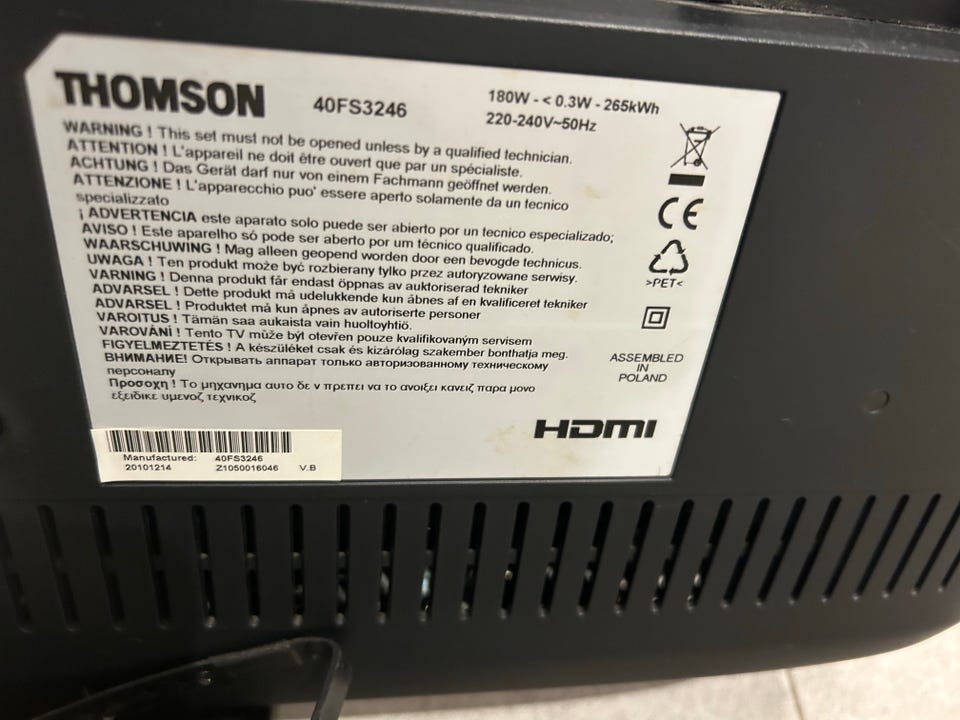 THOMSON 40FS3246 180W - < 0.3W - 265kWh
220-240V~50Hz
WARNING ! This set must not be opened unless by a qualified technician.
ATTENTION ! L'appareil ne doit être ouvert que par un spécialiste.
ACHTUNG ! Das Gerät darf nur von einem Fachmann geöffnet werden.
ATTENZIONE ! L'apparecchio puo' essere aperto solamente da un tecnico
specializzato
¡ ADVERTENCIA este aparato solo puede ser abierto por un tecnico especializado;
AVISO ! Este aparelho só pode ser aberto por um técnico qualificado.
WAARSCHUWING ! Mag alleen geopend worden door een bevogde technicus.
UWAGA ! Ten produkt może być rozbierany tylko przez autoryzowane serwisy.
VARNING ! Denna produkt får endast öppnas av auktoriserad tekniker
ADVARSEL ! Dette produkt må udelukkende kun åbnes af en kvalificeret tekniker
ADVARSEL ! Produktet må kun åpnes av autoriserte personer
VAROITUS ! Tämän saa aukaista vain huoltoyhtiö.
VAROVÁNI ! Tento TV může být otevřen pouze kvalifikovaným servisem
FIGYELMEZTETÉS ! A készüléket csak és kizárólag szakember bonthatja meg.
ВНИМАНИЕ! Открывать аппарат только авторизованному техническому
персоналу
Προσοχη ! Το μηχανημα αυτο δε ν πρεπει να το ανοιξει κανειζ παρα μονο
εξειδικε υμενοζ τεχνικοζ
CE
>PET<
ASSEMBLED
IN
POLAND
HDMI
Manufactured: 40FS3246
20101214 Z1050016046 V.B